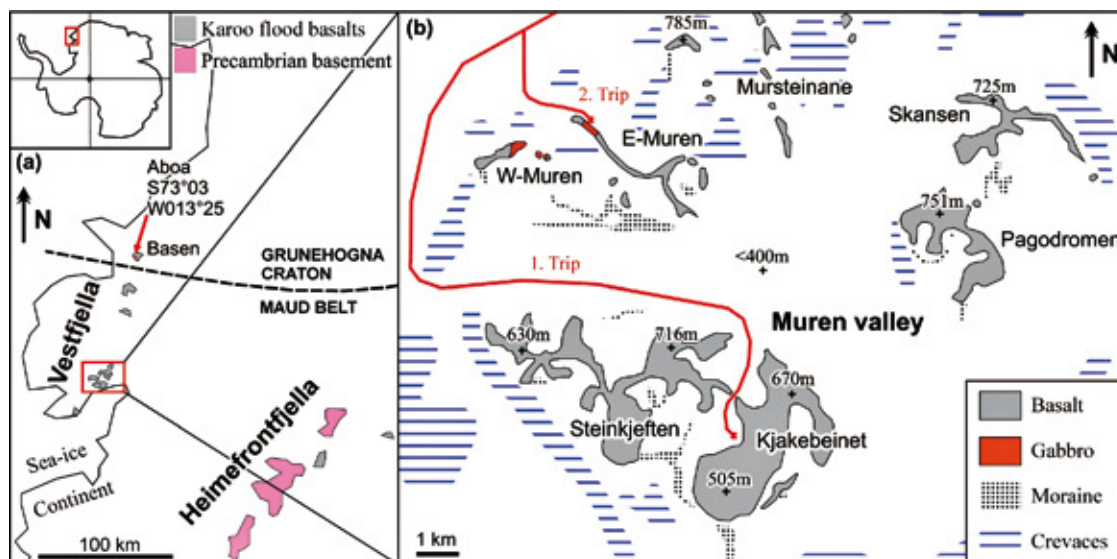 Karoo flood basalts
Precambrian basement
(a)
Aboa
S73°03
W013°25
N
Basen
GRUNEHOGNA
CRATON
MAUD BELT
Vestfjella
Heimefrontfjella
Sea-ice
Continent
100 km
(b)
785m
N
Mursteinane
2. Trip
E-Muren
W-Muren
725m
Skansen
751m
Pagodromen
<400m
1. Trip
Muren valley
630m
716m
670m
Steinkjeften
Kjakebeinet
505m
1 km
Basalt
Gabbro
Moraine
Crevaces